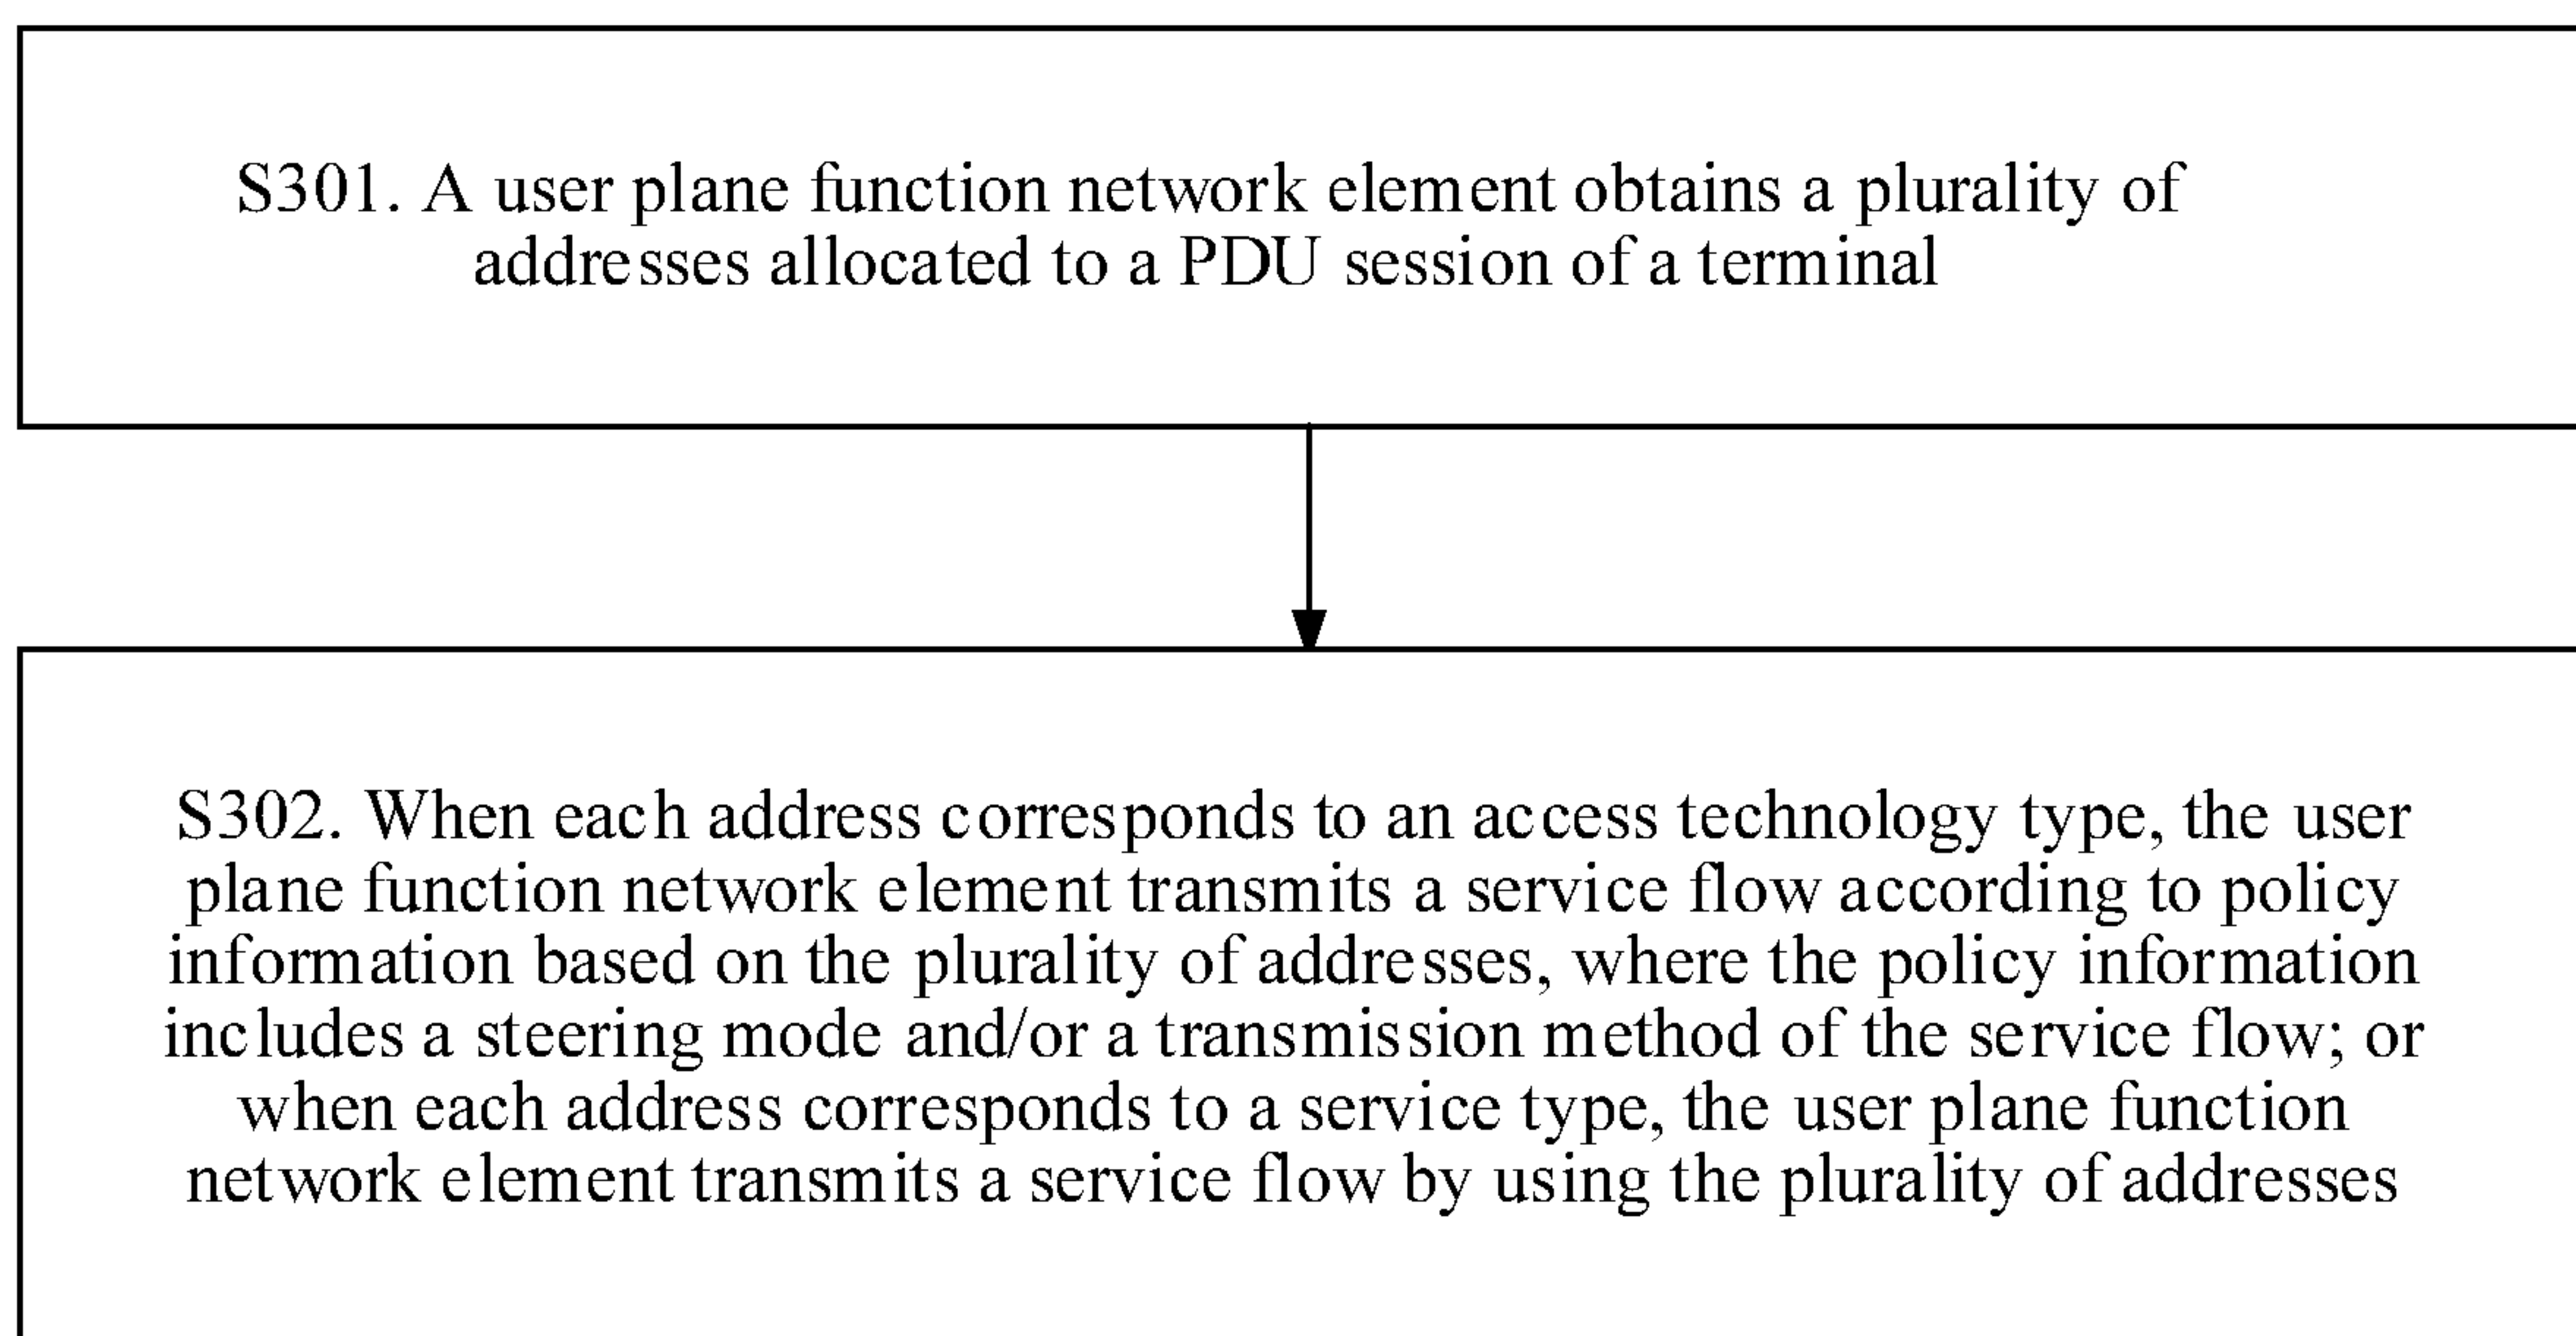 S301. A user plane function network element obtains a plurality of
addresses allocated to a PDU session of a terminal
S302. When each address corresponds to an access technology type, the user
plane function network element transmits a service flow according to policy
information based on the plurality of addresses, where the policy information
includes a steering mode and/or a transmission method of the service flow; or
when each address corresponds to a service type, the user plane function
network element transmits a service flow by using the plurality of addresses